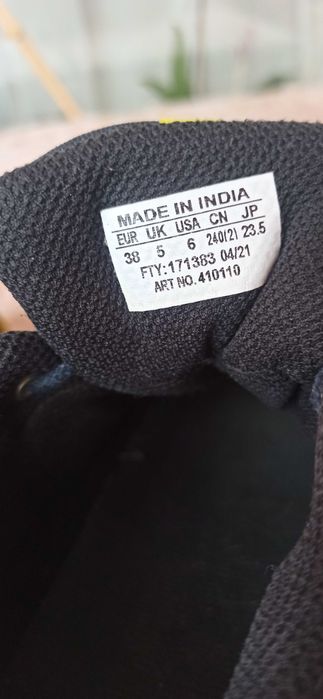 MADE IN INDIA
EUR UK USA CN JP
38 5 6 240(2) 23.5
FTY:171383 04/21
ART NO. 410110